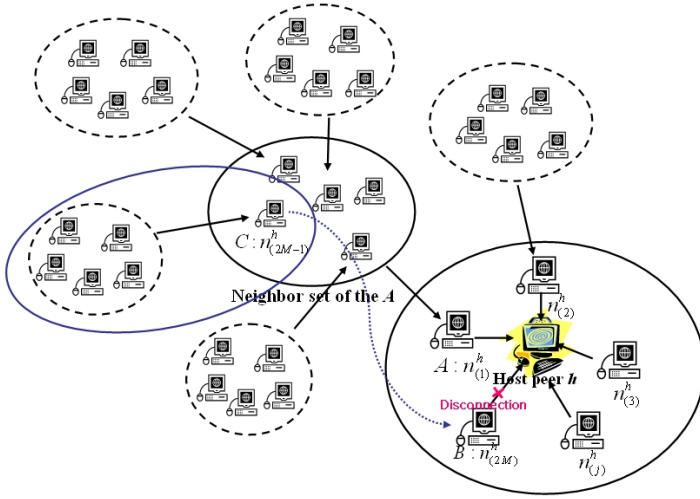 C : n^h_(2M−1)
Neighbor set of the A
n^h_(2)
A : n^h_(1)
Host peer h
n^h_(3)
Disconnection
B : n^h_(2M)
n^h_(j)